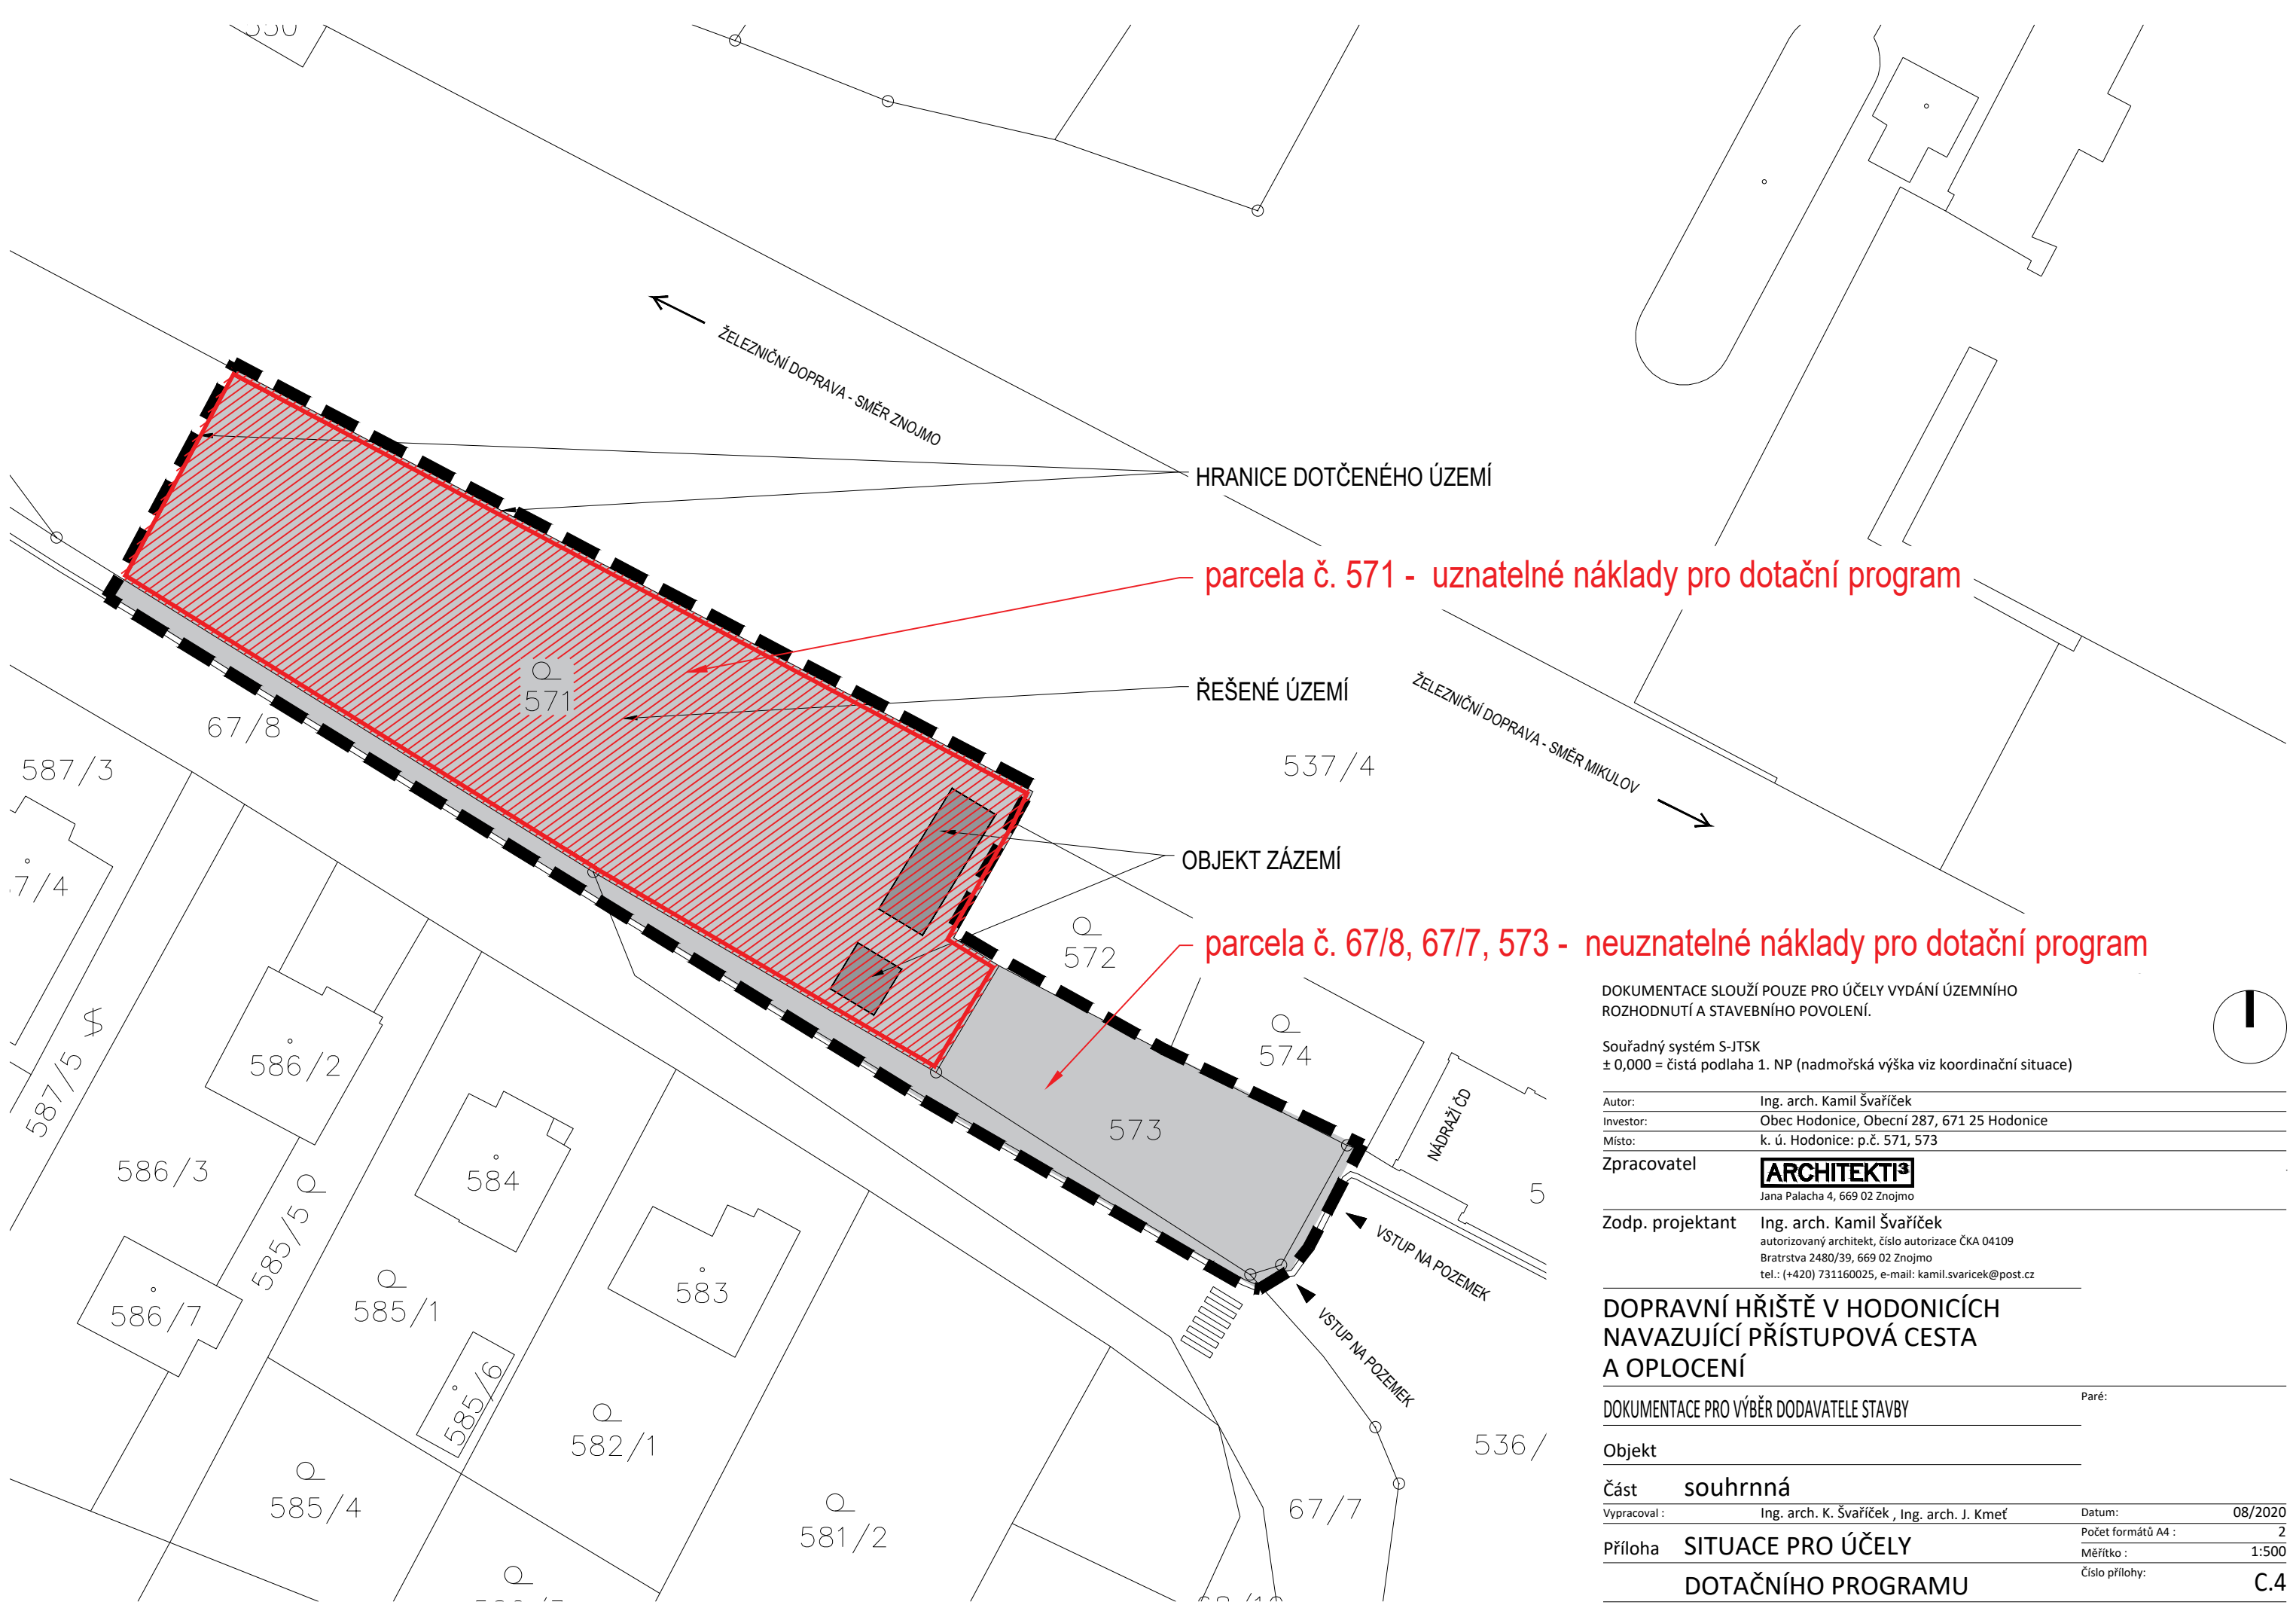 ŽELEZNIČNÍ DOPRAVA - SMĚR ZNOJMO
HRANICE DOTČENÉHO ÚZEMÍ
parcela č. 571 - uznatelné náklady pro dotační program
571
ŘEŠENÉ ÚZEMÍ
ŽELEZNIČNÍ DOPRAVA - SMĚR MIKULOV
67/8
587/3
537/4
OBJEKT ZÁZEMÍ
7/4
572
parcela č. 67/8, 67/7, 573 - neuznatelné náklady pro dotační program
574
587/5
586/2
573
NÁDRAŽÍ ČD
586/3
584
585/5
5
VSTUP NA POZEMEK
VSTUP NA POZEMEK
586/7
585/1
583
585/6
582/1
536/
585/4
581/2
67/7
DOKUMENTACE SLOUŽÍ POUZE PRO ÚČELY VYDÁNÍ ÚZEMNÍHO
ROZHODNUTÍ A STAVEBNÍHO POVOLENÍ.
Souřadný systém S-JTSK
± 0,000 = čistá podlaha 1. NP (nadmořská výška viz koordinační situace)
Autor: Ing. arch. Kamil Švaříček
Investor: Obec Hodonice, Obecní 287, 671 25 Hodonice
Místo: k. ú. Hodonice: p.č. 571, 573
Zpracovatel ARCHITEKTI³
Jana Palacha 4, 669 02 Znojmo
Zodp. projektant Ing. arch. Kamil Švaříček
autorizovaný architekt, číslo autorizace ČKA 04109
Bratrstva 2480/39, 669 02 Znojmo
tel.: (+420) 731160025, e-mail: kamil.svaricek@post.cz
DOPRAVNÍ HŘIŠTĚ V HODONICÍCH
NAVAZUJÍCÍ PŘÍSTUPOVÁ CESTA
A OPLOCENÍ
DOKUMENTACE PRO VÝBĚR DODAVATELE STAVBY Paré:
Objekt
Část souhrnná
Vypracoval : Ing. arch. K. Švaříček , Ing. arch. J. Kmeť Datum: 08/2020
Počet formátů A4 : 2
Příloha SITUACE PRO ÚČELY Měřítko : 1:500
DOTAČNÍHO PROGRAMU Číslo přílohy: C.4